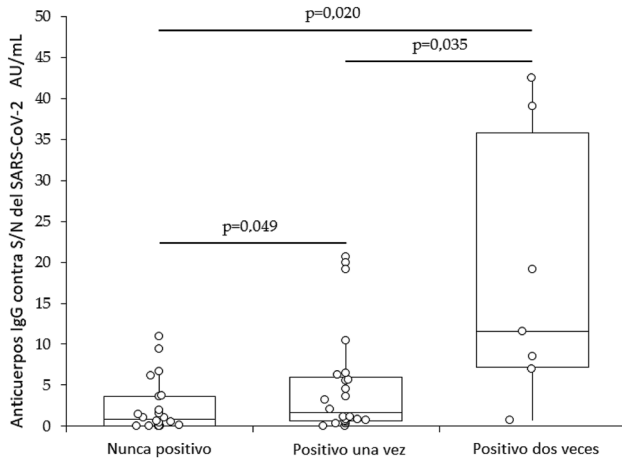 Anticuerpos IgG contra S/N del SARS-CoV-2 AU/mL
50
45
40
35
30
25
20
15
10
5
0
p=0,020
p=0,035
p=0,049
Nunca positivo
Positivo una vez
Positivo dos veces